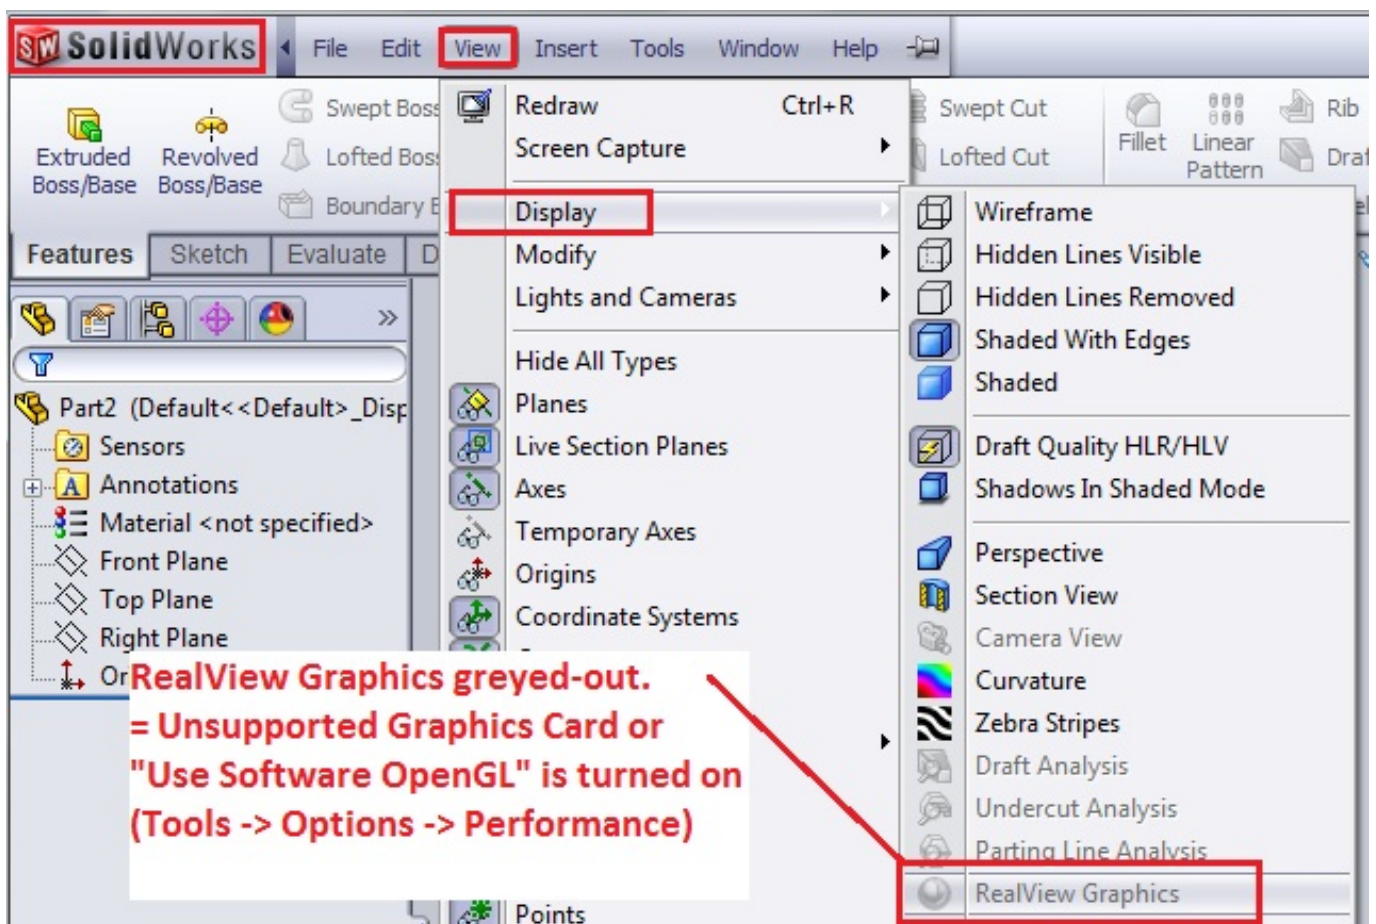 SolidWorks File Edit View Insert Tools Window Help
Extruded Boss/Base
Revolved Boss/Base
Swept Boss
Lofted Boss
Boundary
Swept Cut
Lofted Cut
Fillet
Linear Pattern
Rib
Features Sketch Evaluate
Part2 (Default<<Default>_Disp
Sensors
Annotations
Material <not specified>
Front Plane
Top Plane
Right Plane
Or
Redraw Ctrl+R
Screen Capture
Display
Modify
Lights and Cameras
Hide All Types
Planes
Live Section Planes
Axes
Temporary Axes
Origins
Coordinate Systems
Points
Wireframe
Hidden Lines Visible
Hidden Lines Removed
Shaded With Edges
Shaded
Draft Quality HLR/HLV
Shadows In Shaded Mode
Perspective
Section View
Camera View
Curvature
Zebra Stripes
Draft Analysis
Undercut Analysis
Parting Line Analysis
RealView Graphics
RealView Graphics greyed-out.
= Unsupported Graphics Card or
"Use Software OpenGL" is turned on
(Tools -> Options -> Performance)